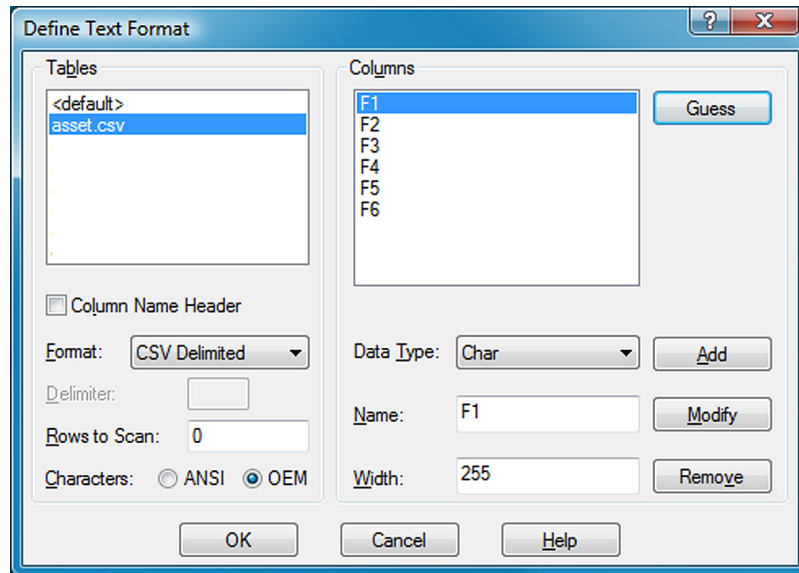 Define Text Format
Tables
<default>
asset.csv
Column Name Header
Format: CSV Delimited
Delimiter:
Rows to Scan: 0
Characters: ANSI OEM
Columns
F1
F2
F3
F4
F5
F6
Guess
Data Type: Char Add
Name: F1 Modify
Width: 255 Remove
OK Cancel Help